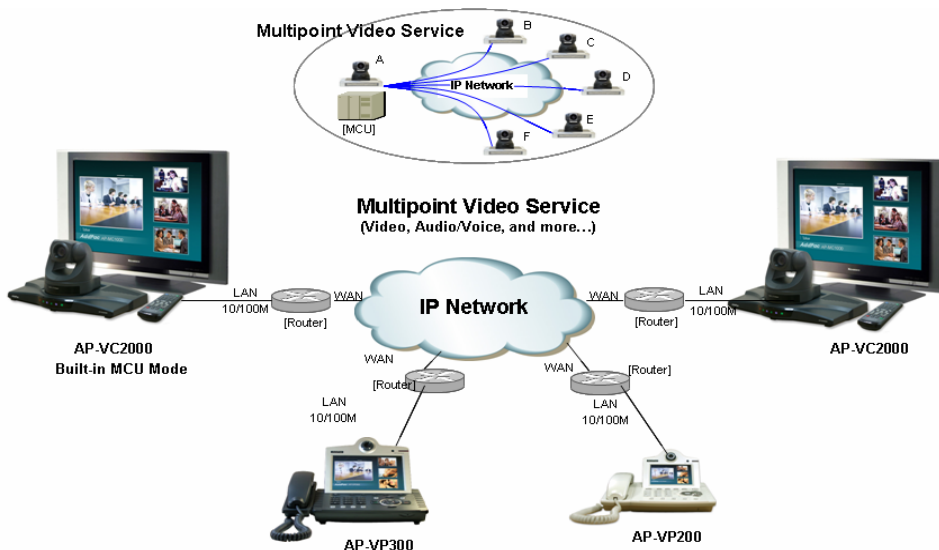 Multipoint Video Service
A
B
C
D
E
F
IP Network
[MCU]
Multipoint Video Service
(Video, Audio/Voice, and more...)
IP Network
LAN
10/100M
WAN
[Router]
AP-VC2000
Built-in MCU Mode
WAN
[Router]
LAN
10/100M
AP-VC2000
WAN
[Router]
LAN
10/100M
AP-VP300
WAN
[Router]
LAN
10/100M
AP-VP200